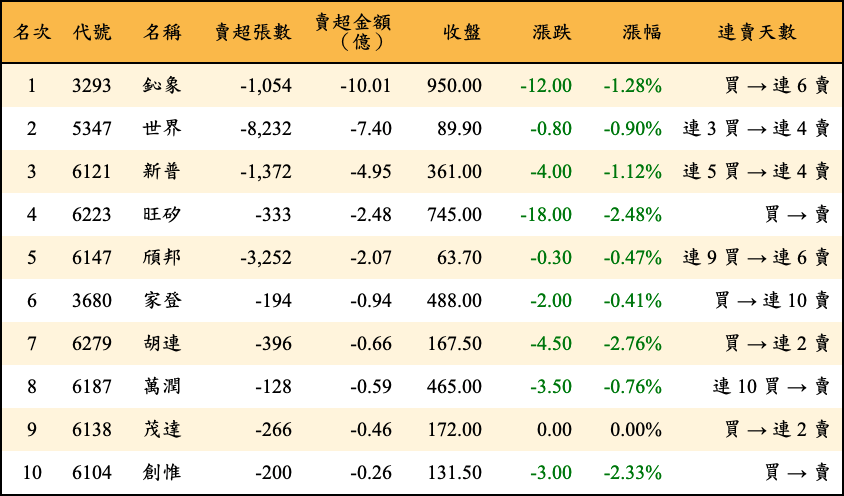 名次 代號 名稱 賣超張數 賣超金額（億） 收盤 漲跌 漲幅 連賣天數
1 3293 鈊象 -1,054 -10.01 950.00 -12.00 -1.28% 買 → 連 6 賣
2 5347 世界 -8,232 -7.40 89.90 -0.80 -0.90% 連 3 買 → 連 4 賣
3 6121 新普 -1,372 -4.95 361.00 -4.00 -1.12% 連 5 買 → 連 4 賣
4 6223 旺矽 -333 -2.48 745.00 -18.00 -2.48% 買 → 賣
5 6147 頎邦 -3,252 -2.07 63.70 -0.30 -0.47% 連 9 買 → 連 6 賣
6 3680 家登 -194 -0.94 488.00 -2.00 -0.41% 買 → 連 10 賣
7 6279 胡連 -396 -0.66 167.50 -4.50 -2.76% 買 → 連 2 賣
8 6187 萬潤 -128 -0.59 465.00 -3.50 -0.76% 連 10 買 → 賣
9 6138 茂達 -266 -0.46 172.00 0.00 0.00% 買 → 連 2 賣
10 6104 創惟 -200 -0.26 131.50 -3.00 -2.33% 買 → 賣